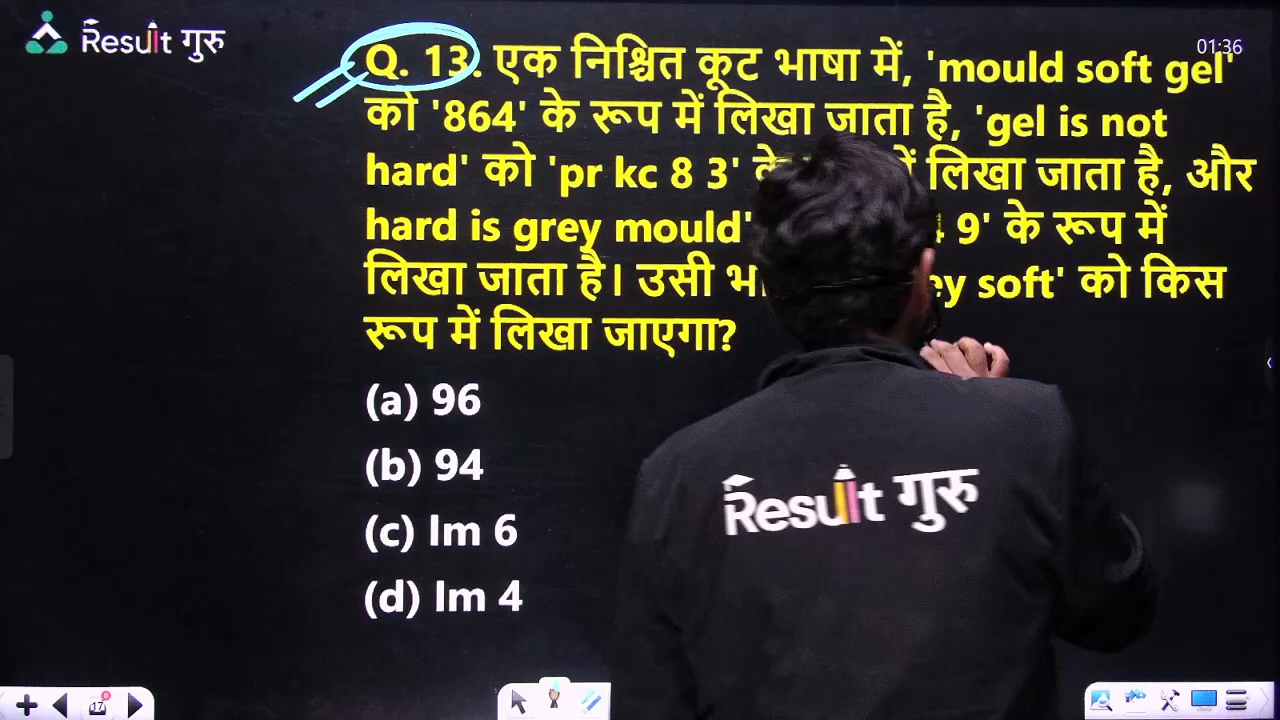 Result गुरु
01:36
Q. 13. एक निश्चित कूट भाषा में, 'mould soft gel'
को '864' के रूप में लिखा जाता है, 'gel is not
hard' को 'pr kc 8 3' लिखा जाता है, और
hard is grey mould' 9' के रूप में
लिखा जाता है। उसी soft' को किस
रूप में लिखा जाएगा?
(a) 96
(b) 94
(c) lm 6
(d) lm 4
Result गुरु
17